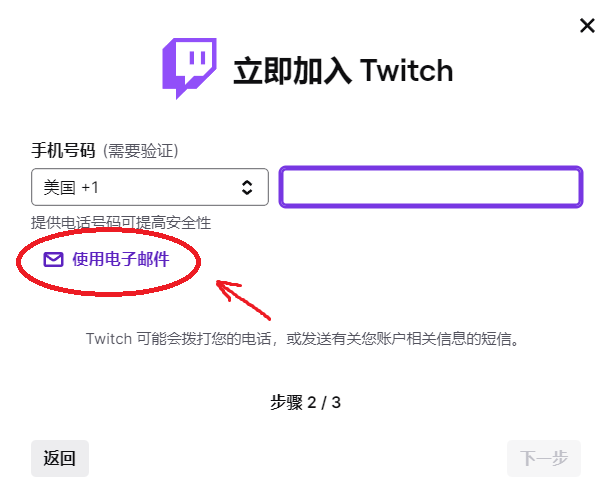 立即加入 Twitch
手机号码 (需要验证)
美国 +1
提供电话号码可提高安全性
使用电子邮件
Twitch 可能会拨打您的电话，或发送有关您账户相关信息的短信。
步骤 2 / 3
返回
下一步